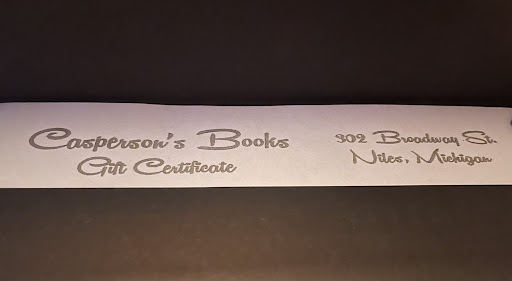 Casperson's Books
Gift Certificate
302 Broadway St.
Niles, Michigan